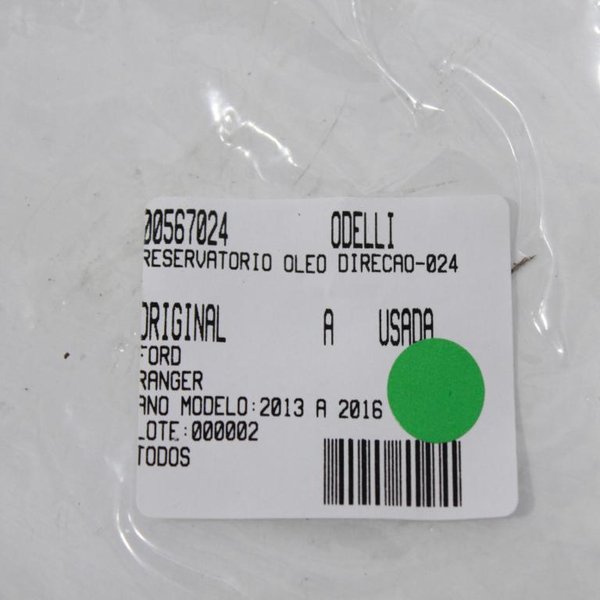 00567024 ODELLI
RESERVATORIO OLEO DIRECAO-024
ORIGINAL A USADA
FORD
RANGER
ANO MODELO:2013 A 2016
LOTE:000002
TODOS